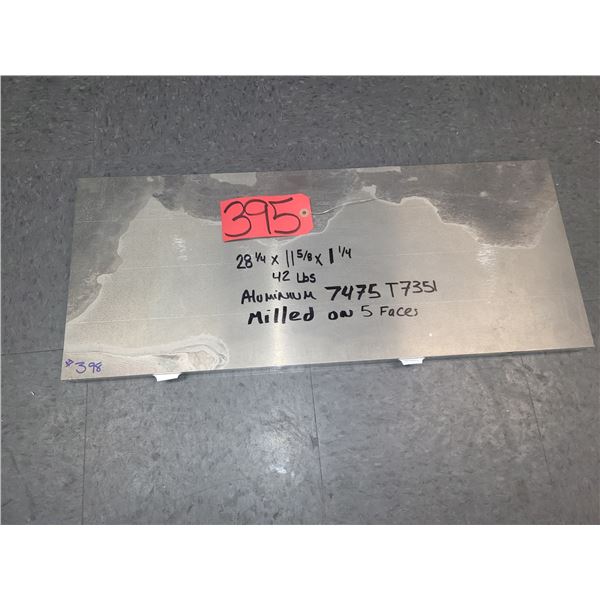 395
28 1/4 x 11 5/8 x 1 1/4
42 Lbs
Aluminium 7475 T7351
Milled on 5 Faces
#398